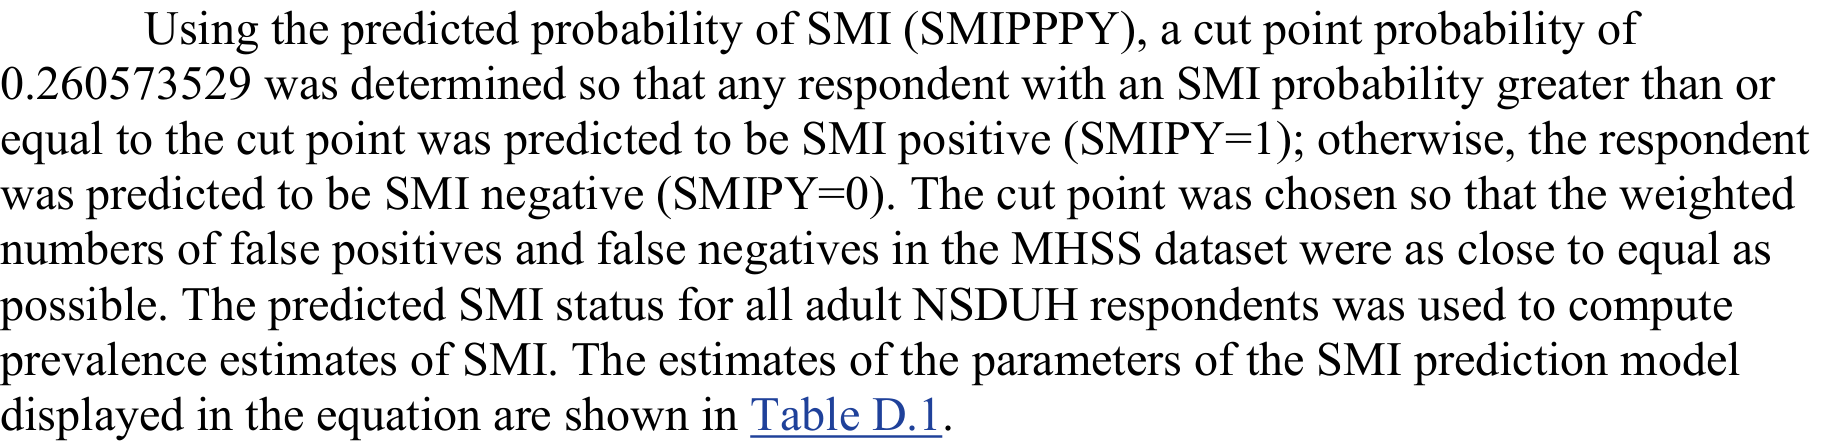 Using the predicted probability of SMI (SMIPPPY), a cut point probability of
0.260573529 was determined so that any respondent with an SMI probability greater than or
equal to the cut point was predicted to be SMI positive (SMIPY=1); otherwise, the respondent
was predicted to be SMI negative (SMIPY=0). The cut point was chosen so that the weighted
numbers of false positives and false negatives in the MHSS dataset were as close to equal as
possible. The predicted SMI status for all adult NSDUH respondents was used to compute
prevalence estimates of SMI. The estimates of the parameters of the SMI prediction model
displayed in the equation are shown in Table D.1.